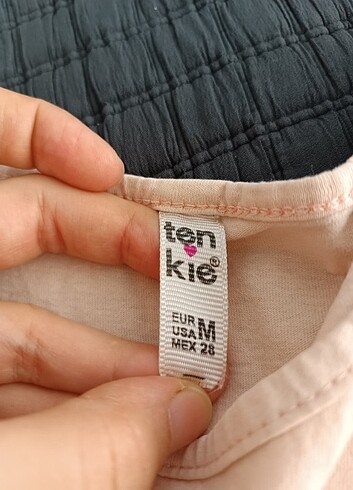 ten
kie®
EUR
USA M
MEX 28